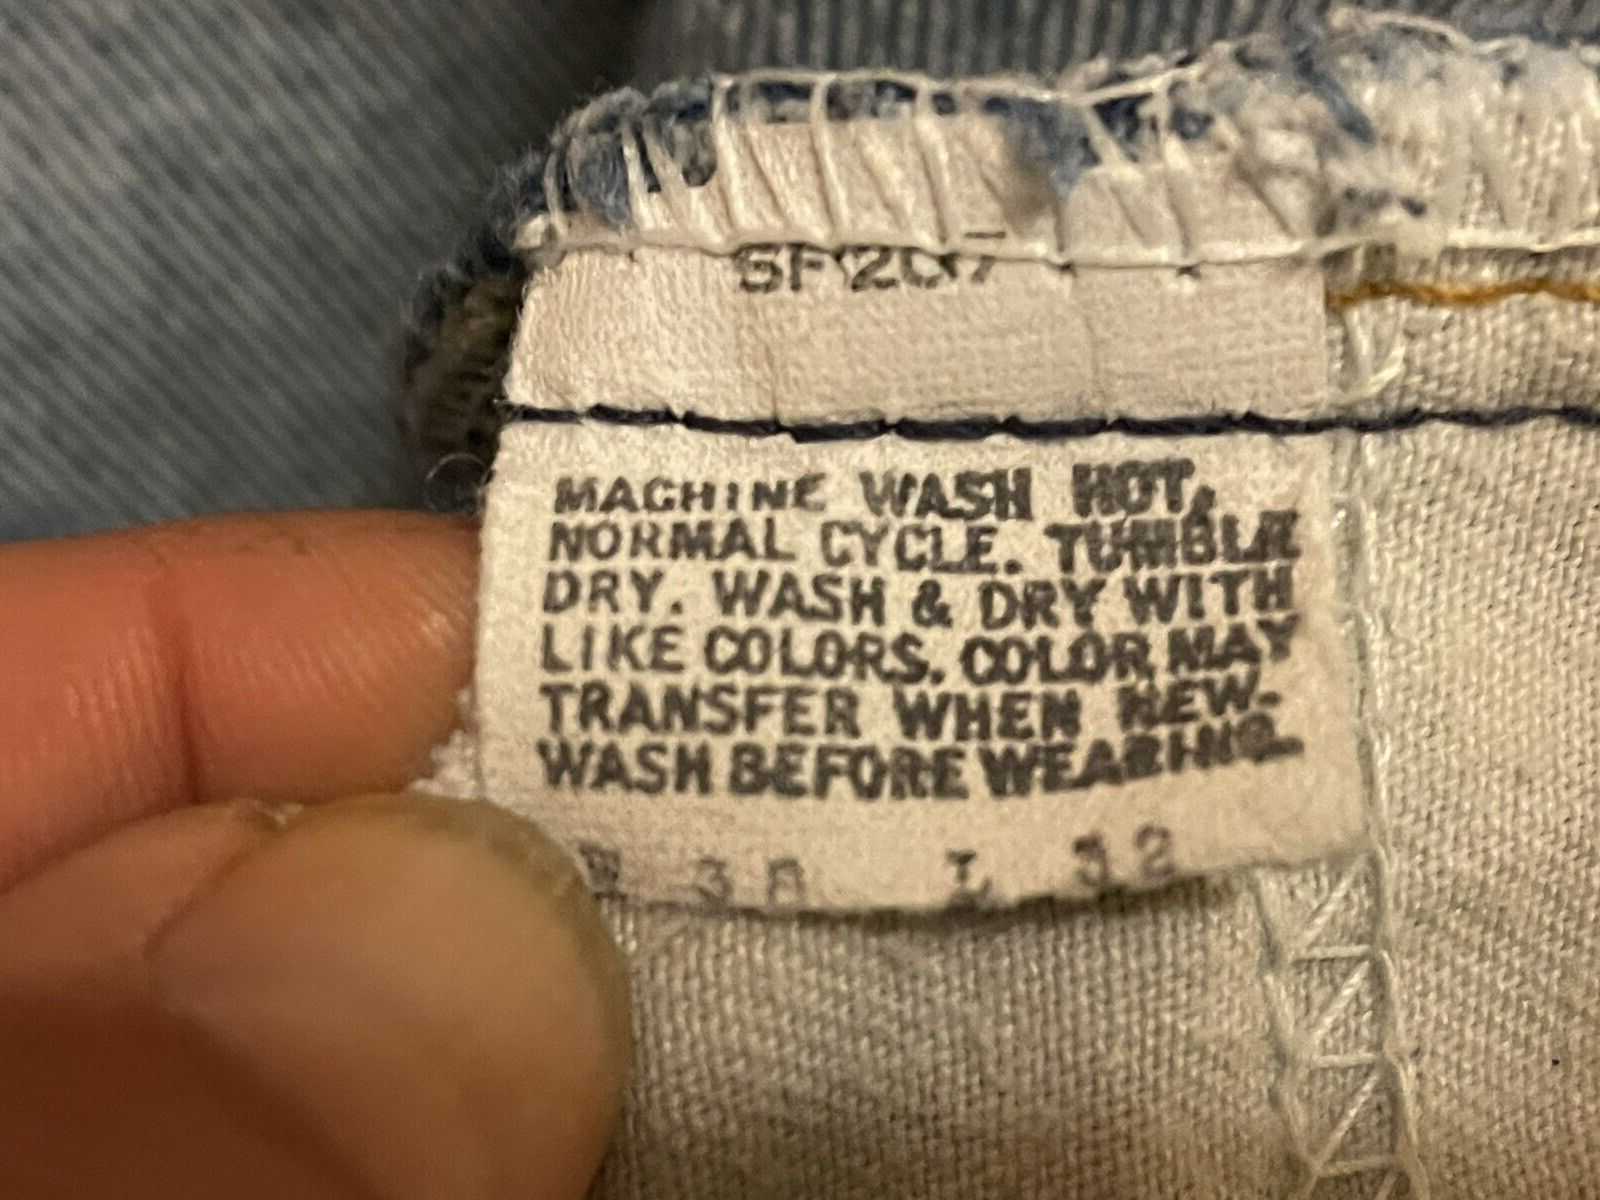 SF207
MACHINE WASH HOT,
NORMAL CYCLE. TUMBLE
DRY. WASH & DRY WITH
LIKE COLORS. COLOR MAY
TRANSFER WHEN NEW-
WASH BEFORE WEARING.
L 32